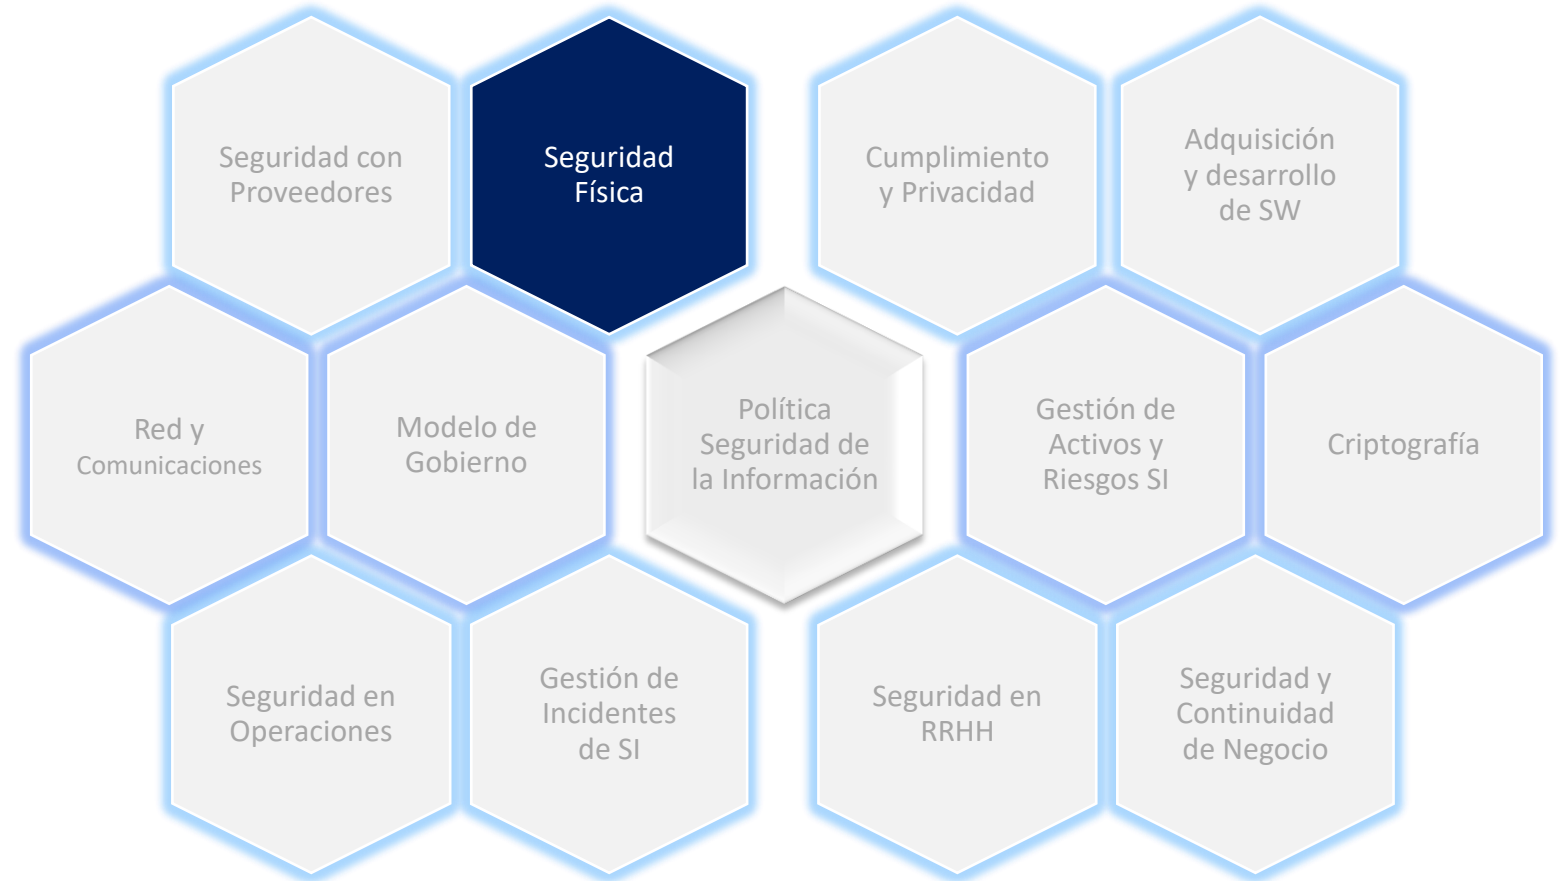 Seguridad con
Proveedores
Seguridad
Física
Cumplimiento
y Privacidad
Adquisición
y desarrollo
de SW
Red y
Comunicaciones
Modelo de
Gobierno
Política
Seguridad de
la Información
Gestión de
Activos y
Riesgos SI
Criptografía
Seguridad en
Operaciones
Gestión de
Incidentes
de SI
Seguridad en
RRHH
Seguridad y
Continuidad
de Negocio